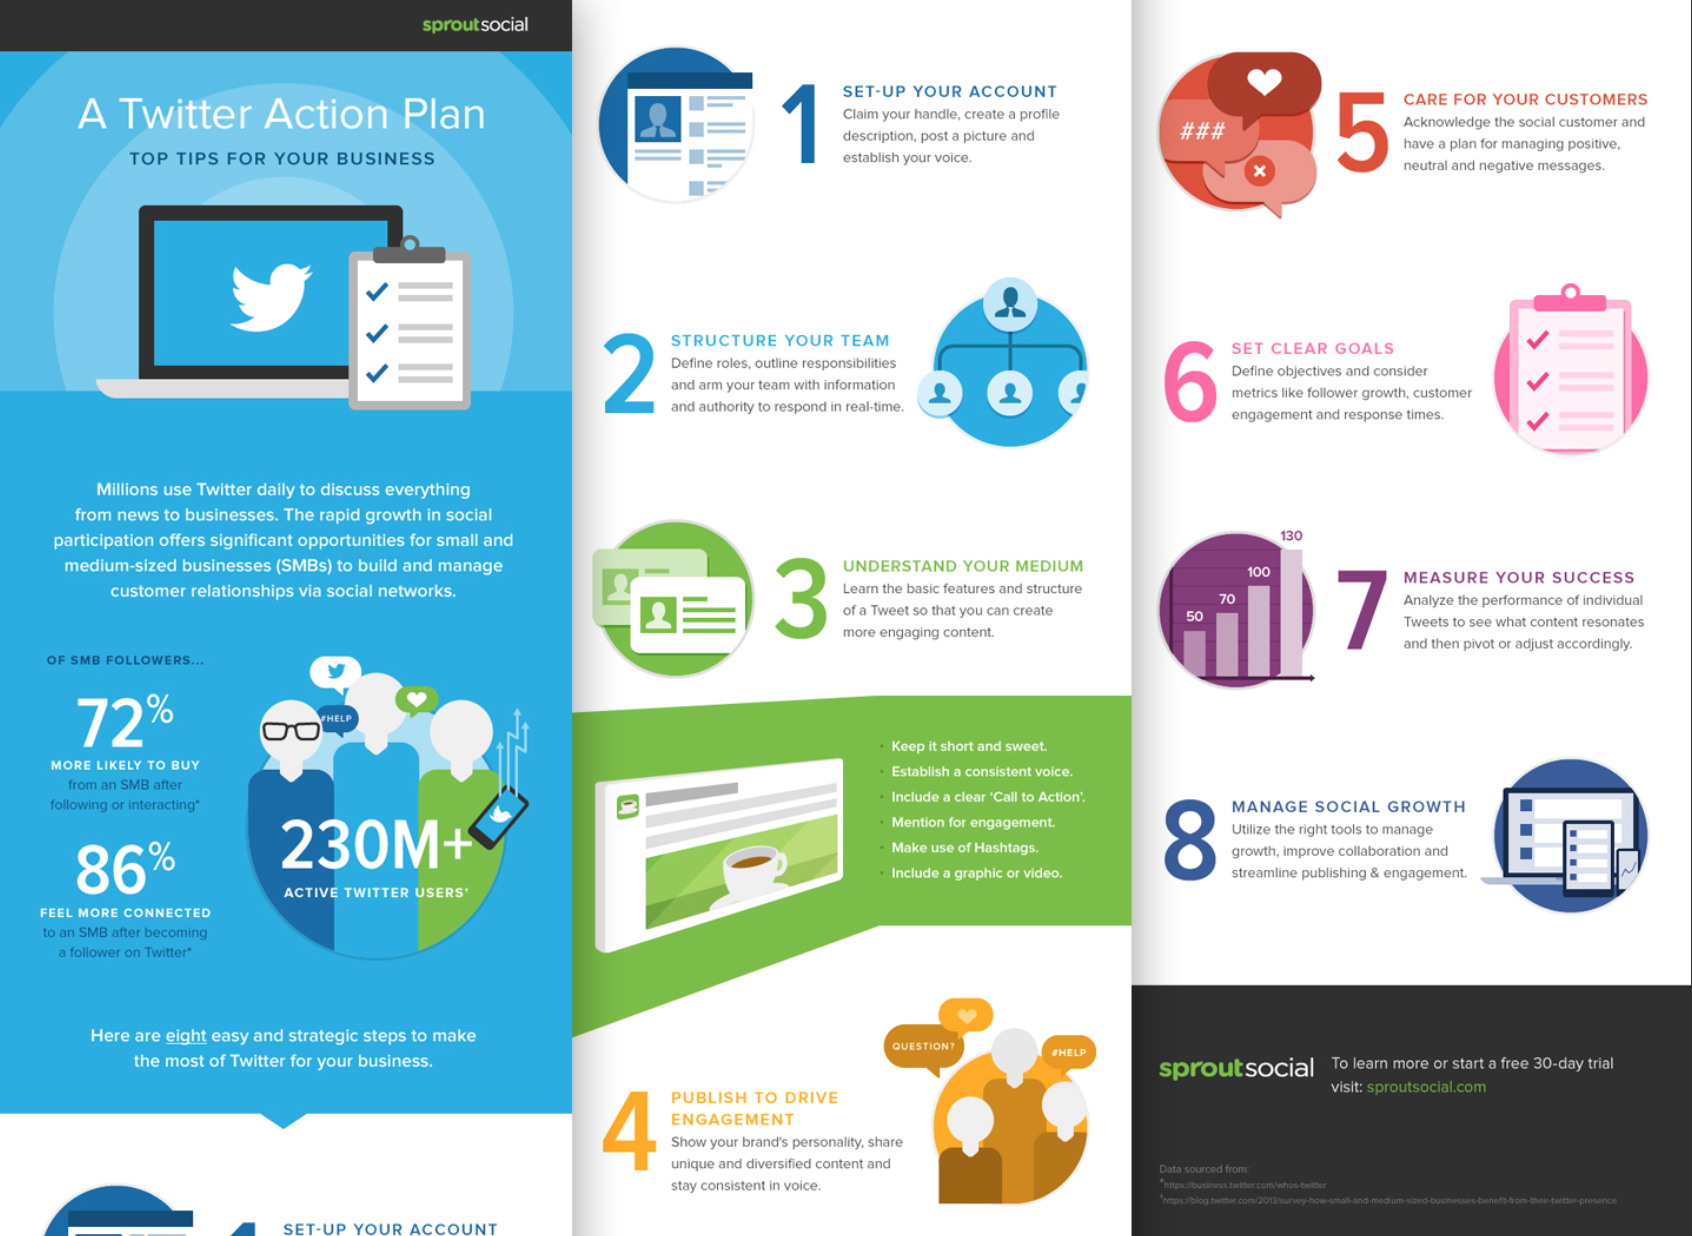 sproutsocial
A Twitter Action Plan
TOP TIPS FOR YOUR BUSINESS
Millions use Twitter daily to discuss everything
from news to businesses. The rapid growth in social
participation offers significant opportunities for small and
medium-sized businesses (SMBs) to build and manage
customer relationships via social networks.
OF SMB FOLLOWERS...
72%
MORE LIKELY TO BUY
from an SMB after
following or interacting*
86%
FEEL MORE CONNECTED
to an SMB after becoming
a follower on Twitter*
#HELP
230M+
ACTIVE TWITTER USERS'
Here are eight easy and strategic steps to make
the most of Twitter for your business.
1
SET-UP YOUR ACCOUNT
1
SET-UP YOUR ACCOUNT
Claim your handle, create a profile
description, post a picture and
establish your voice.
2
STRUCTURE YOUR TEAM
Define roles, outline responsibilities
and arm your team with information
and authority to respond in real-time.
3
UNDERSTAND YOUR MEDIUM
Learn the basic features and structure
of a Tweet so that you can create
more engaging content.
• Keep it short and sweet.
• Establish a consistent voice.
• Include a clear ‘Call to Action’.
• Mention for engagement.
• Make use of Hashtags.
• Include a graphic or video.
QUESTION?
#HELP
4
PUBLISH TO DRIVE
ENGAGEMENT
Show your brand's personality, share
unique and diversified content and
stay consistent in voice.
###
5
CARE FOR YOUR CUSTOMERS
Acknowledge the social customer and
have a plan for managing positive,
neutral and negative messages.
6
SET CLEAR GOALS
Define objectives and consider
metrics like follower growth, customer
engagement and response times.
50
70
100
130
7
MEASURE YOUR SUCCESS
Analyze the performance of individual
Tweets to see what content resonates
and then pivot or adjust accordingly.
8
MANAGE SOCIAL GROWTH
Utilize the right tools to manage
growth, improve collaboration and
streamline publishing & engagement.
sproutsocial
To learn more or start a free 30-day trial
visit: sproutsocial.com
Data sourced from:
*https://business.twitter.com/whos-twitter
†https://blog.twitter.com/2013/survey-how-small-and-medium-sized-businesses-benefit-from-their-twitter-presence